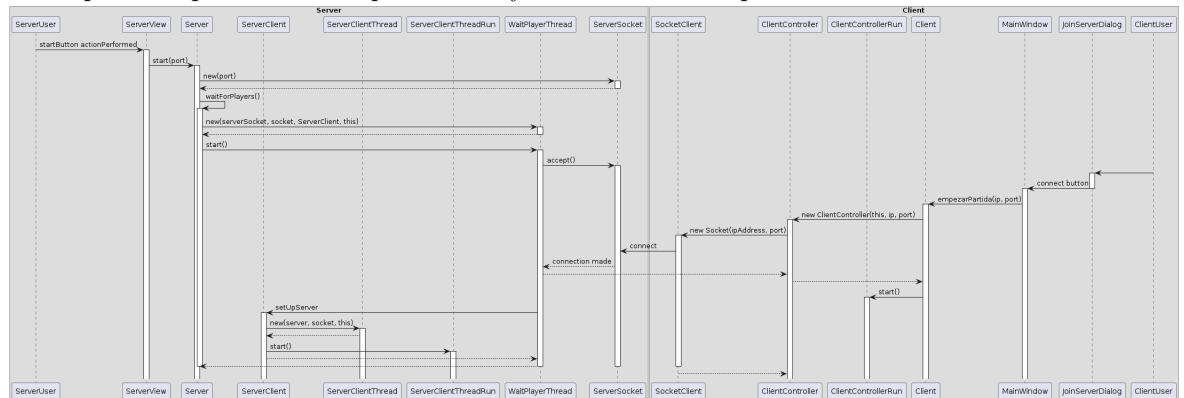 Server Client
ServerUser ServerView Server ServerClient ServerClientThread ServerClientThreadRun WaitPlayerThread ServerSocket SocketClient ClientController ClientControllerRun Client MainWindow JoinServerDialog ClientUser
startButton actionPerformed
start(port)
new(port)
waitForPlayers()
new(serverSocket, socket, ServerClient, this)
start()
accept()
connect button
empezarPartida(ip, port)
new ClientController(this, ip, port)
new Socket(ipAddress, port)
connect
connection made
start()
setUpServer
new(server, socket, this)
start()
ServerUser ServerView Server ServerClient ServerClientThread ServerClientThreadRun WaitPlayerThread ServerSocket SocketClient ClientController ClientControllerRun Client MainWindow JoinServerDialog ClientUser